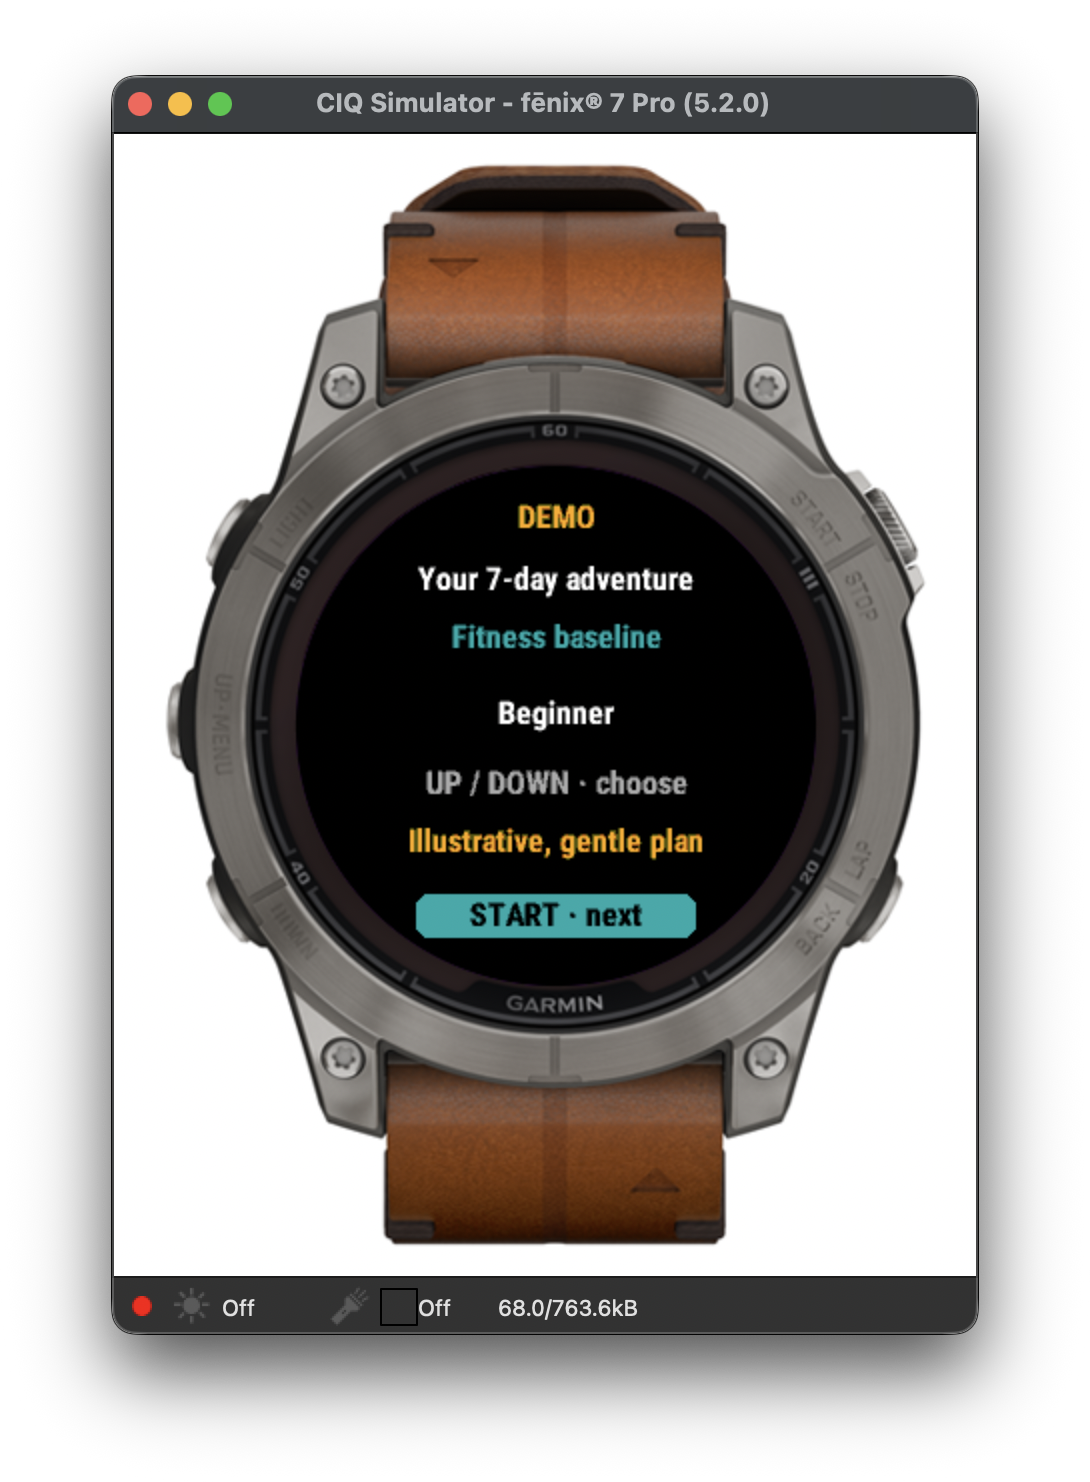 CIQ Simulator - fēnix® 7 Pro (5.2.0)
60
LIGHT
START
STOP
50
UP·MENU
DEMO
Your 7-day adventure
Fitness baseline
Beginner
UP / DOWN · choose
Illustrative, gentle plan
START · next
40
20
LAP
BACK
DOWN
GARMIN
Off
Off
68.0/763.6kB